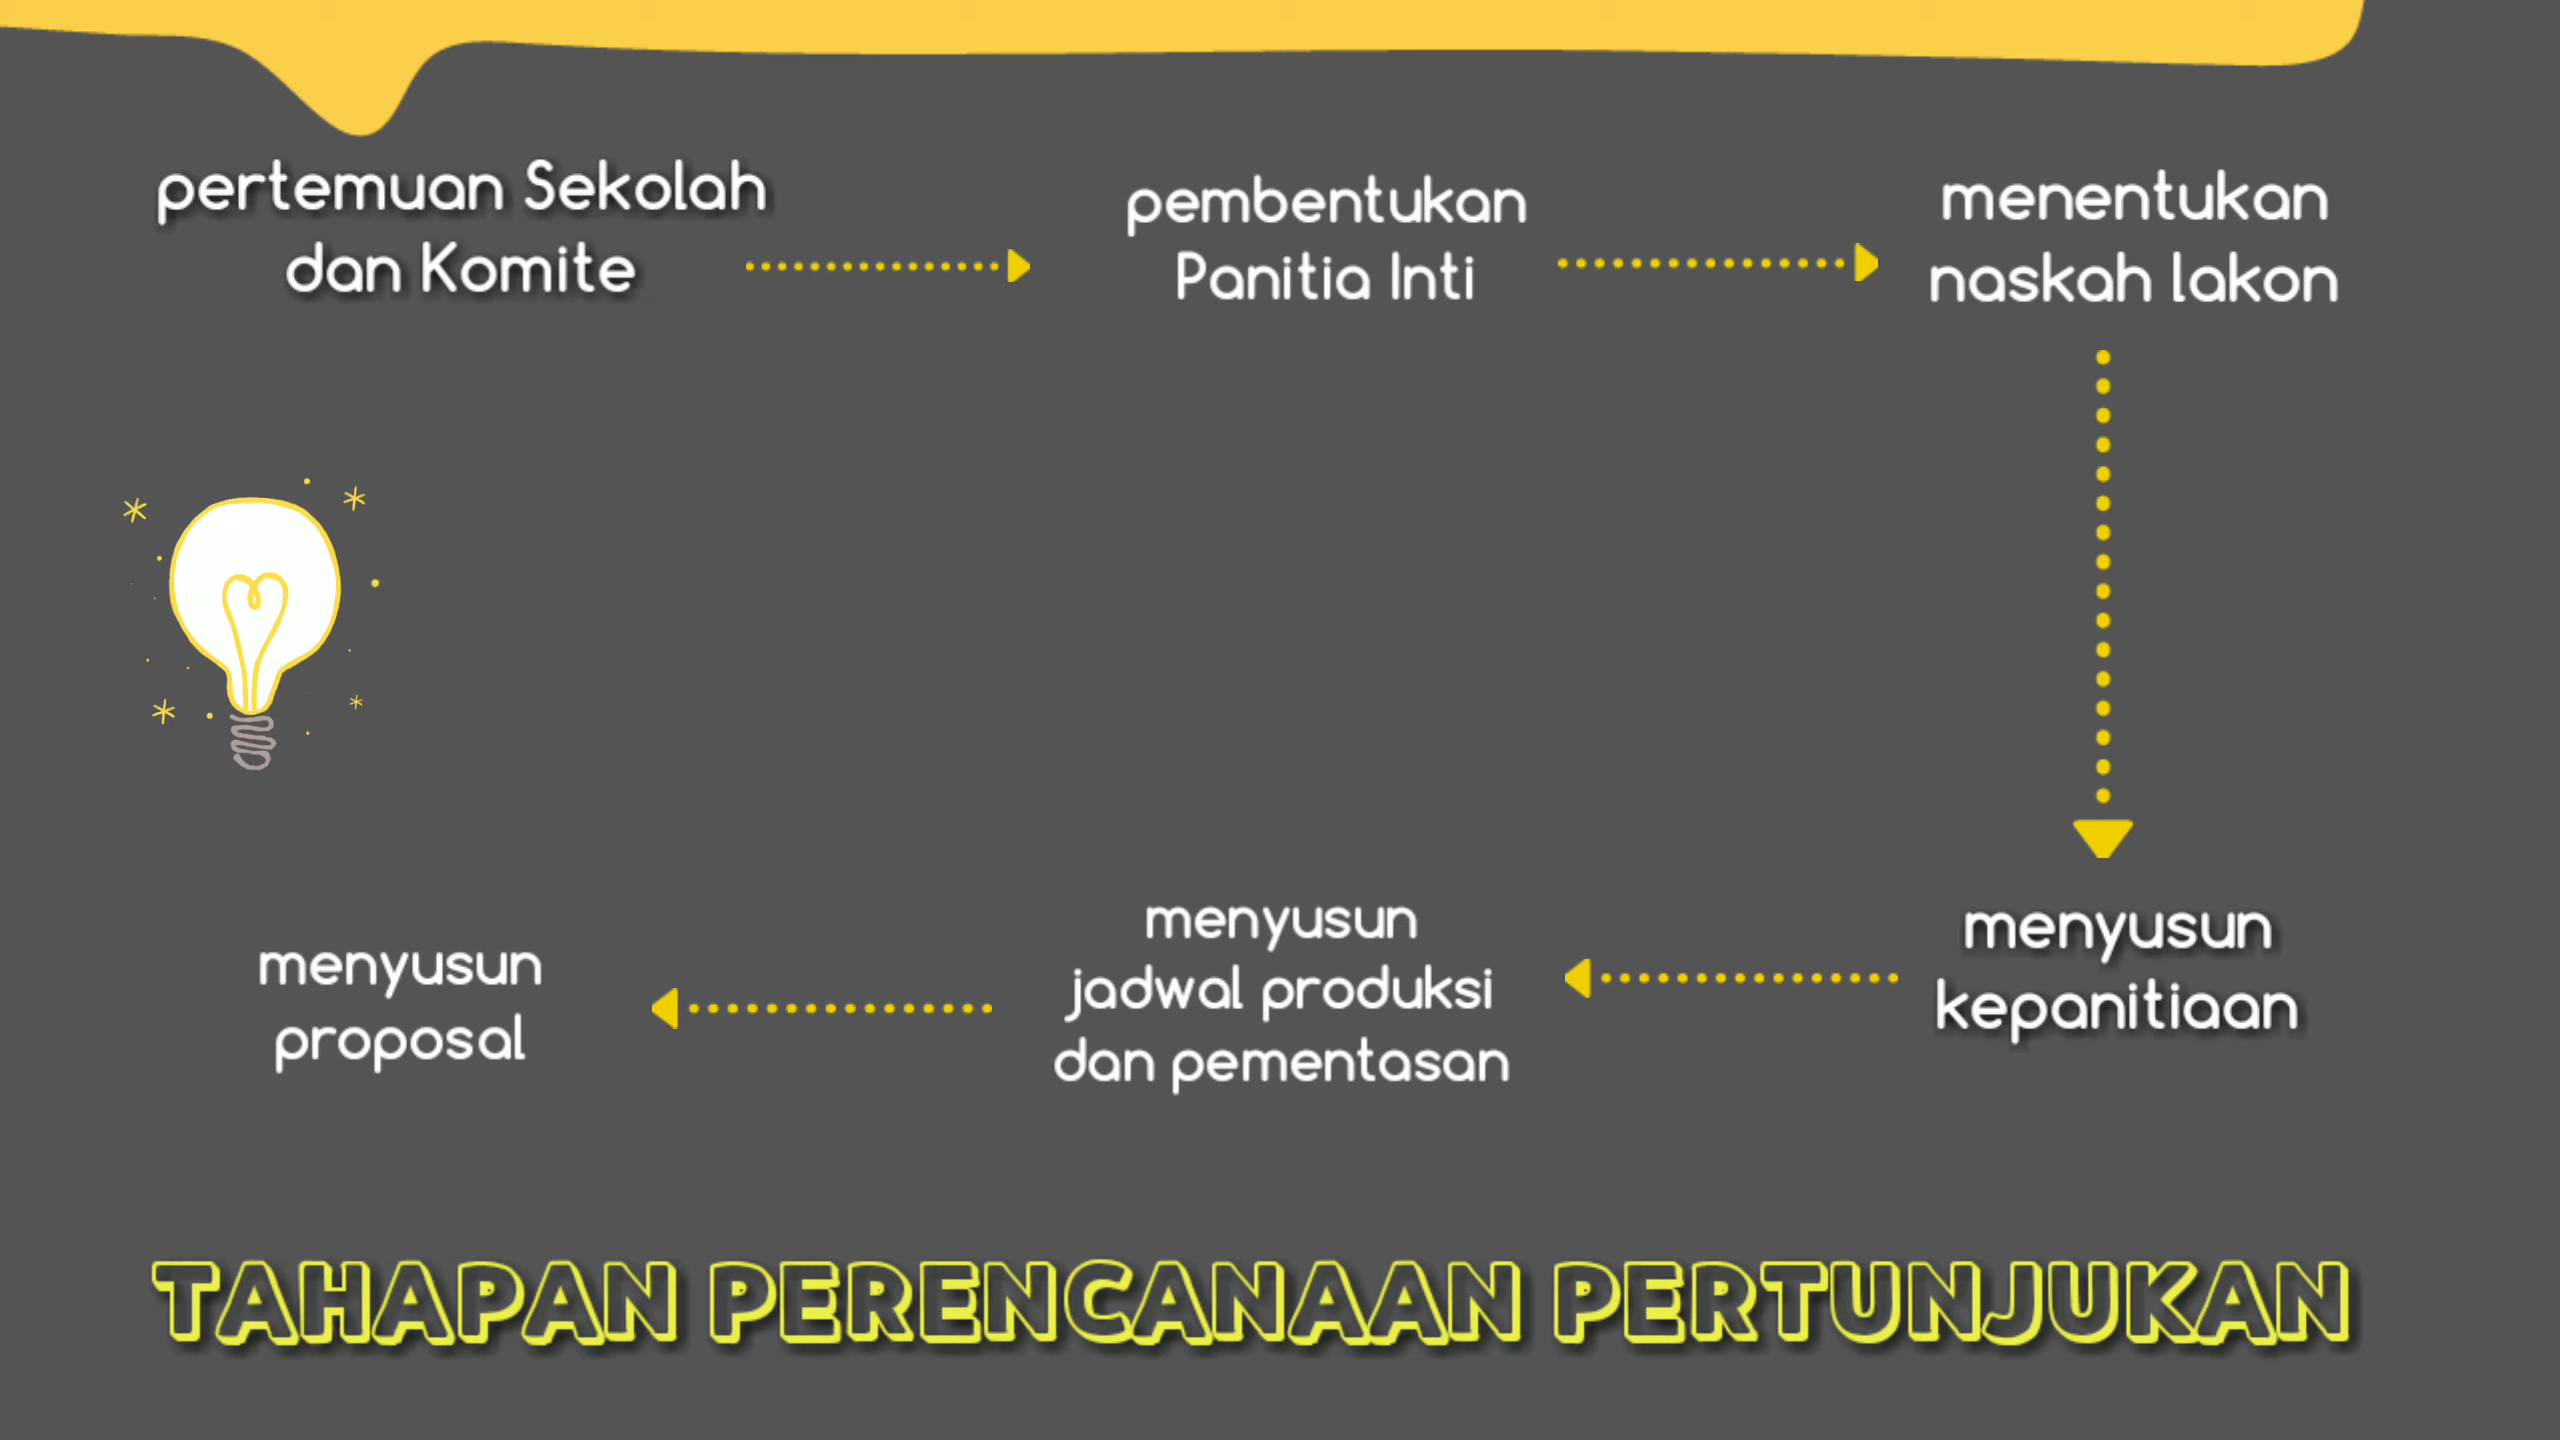 pertemuan Sekolah
dan Komite
pembentukan
Panitia Inti
menentukan
naskah lakon
menyusun
kepanitiaan
menyusun
jadwal produksi
dan pementasan
menyusun
proposal
TAHAPAN PERENCANAAN PERTUNJUKAN